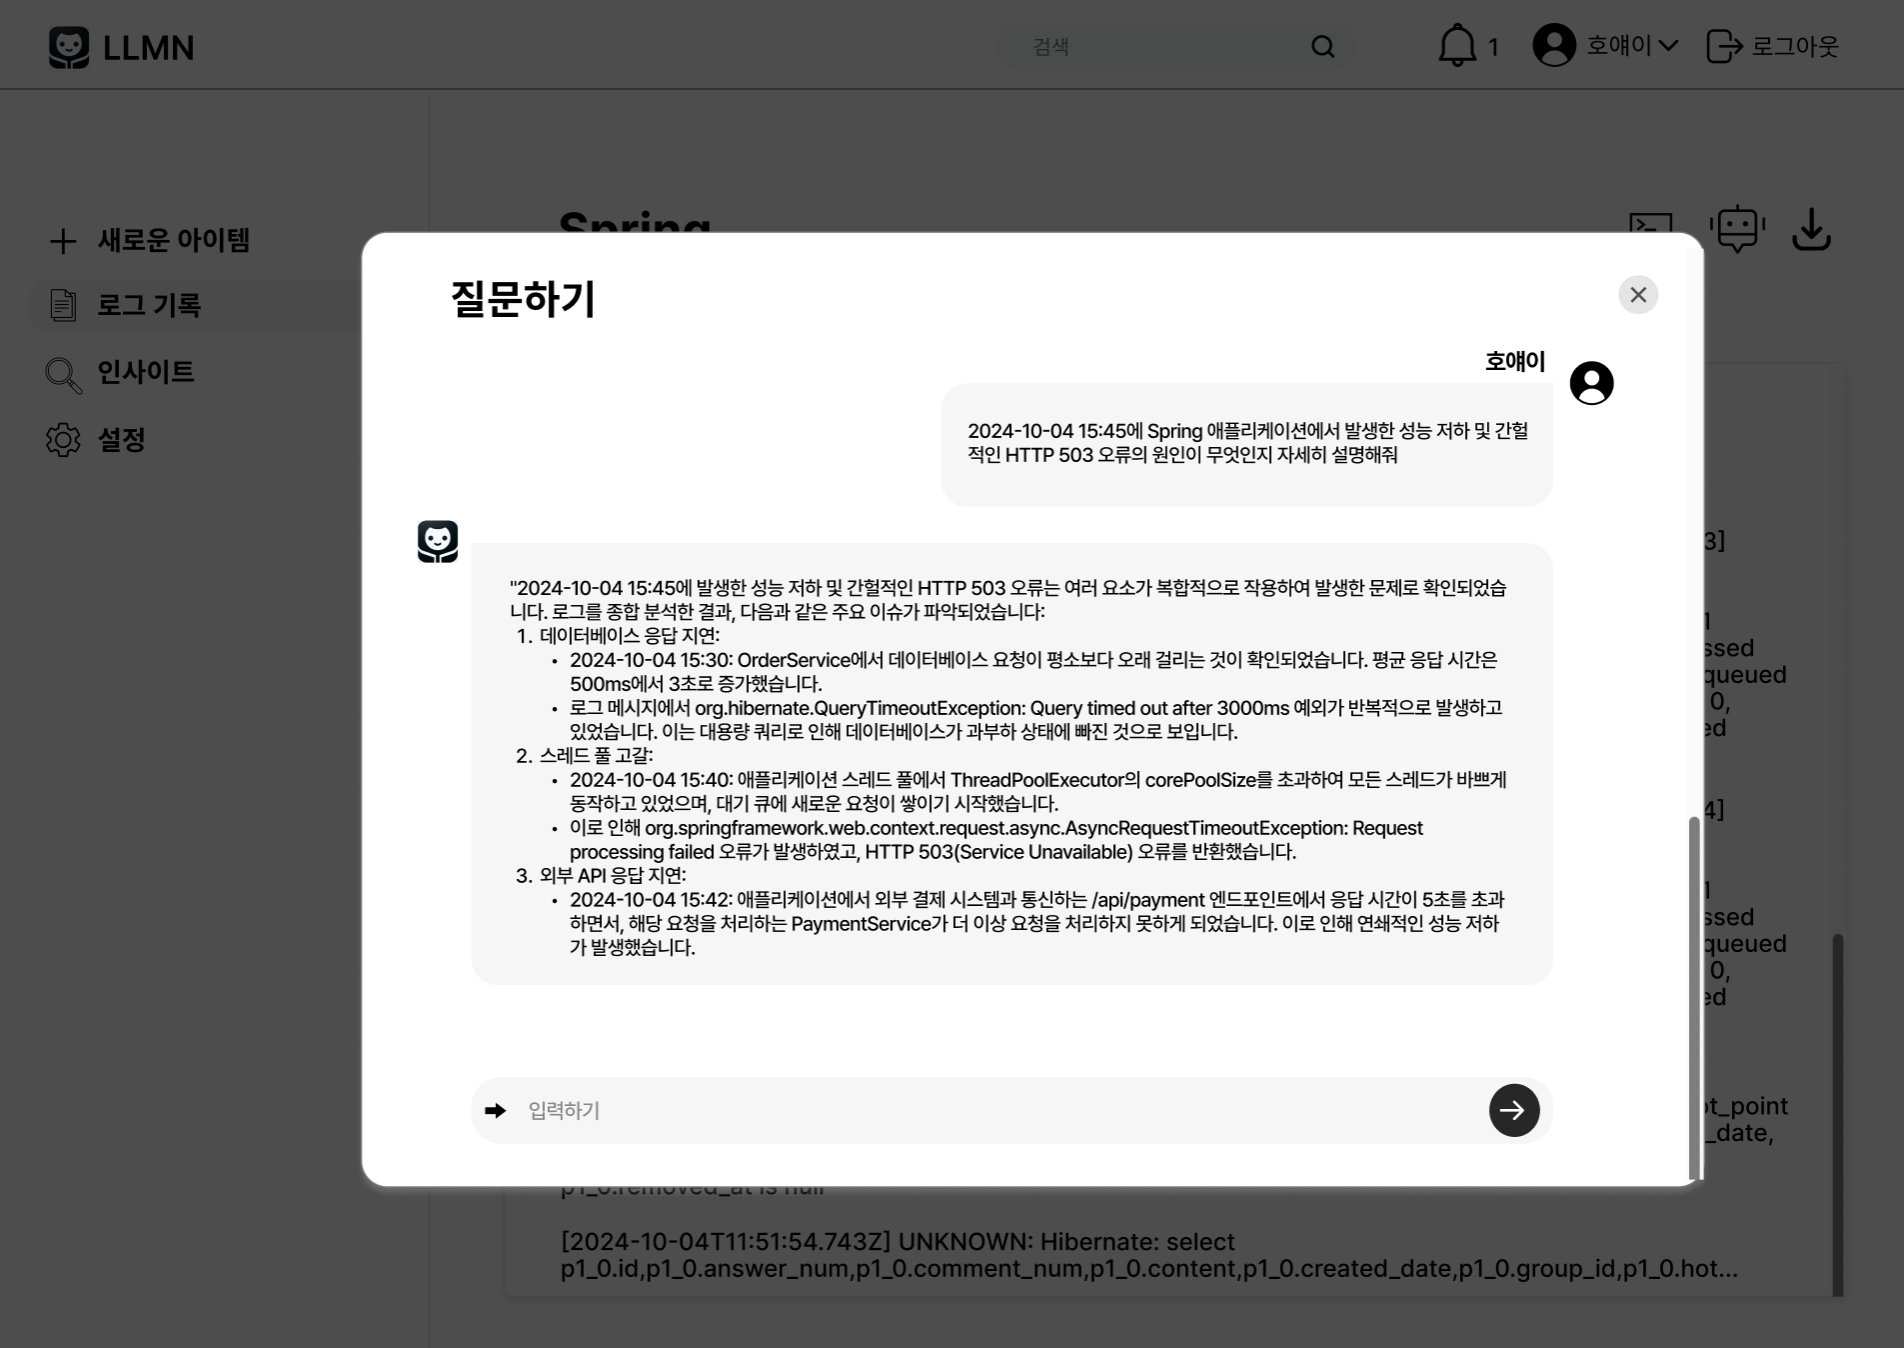 LLMN
검색
1
호얘이
로그아웃
새로운 아이템
로그 기록
인사이트
설정
Spring
질문하기
호얘이
2024-10-04 15:45에 Spring 애플리케이션에서 발생한 성능 저하 및 간헐
적인 HTTP 503 오류의 원인이 무엇인지 자세히 설명해줘
"2024-10-04 15:45에 발생한 성능 저하 및 간헐적인 HTTP 503 오류는 여러 요소가 복합적으로 작용하여 발생한 문제로 확인되었습
니다. 로그를 종합 분석한 결과, 다음과 같은 주요 이슈가 파악되었습니다:
1. 데이터베이스 응답 지연:
• 2024-10-04 15:30: OrderService에서 데이터베이스 요청이 평소보다 오래 걸리는 것이 확인되었습니다. 평균 응답 시간은
500ms에서 3초로 증가했습니다.
• 로그 메시지에서 org.hibernate.QueryTimeoutException: Query timed out after 3000ms 예외가 반복적으로 발생하고
있었습니다. 이는 대용량 쿼리로 인해 데이터베이스가 과부하 상태에 빠진 것으로 보입니다.
2. 스레드 풀 고갈:
• 2024-10-04 15:40: 애플리케이션 스레드 풀에서 ThreadPoolExecutor의 corePoolSize를 초과하여 모든 스레드가 바쁘게
동작하고 있었으며, 대기 큐에 새로운 요청이 쌓이기 시작했습니다.
• 이로 인해 org.springframework.web.context.request.async.AsyncRequestTimeoutException: Request
processing failed 오류가 발생하였고, HTTP 503(Service Unavailable) 오류를 반환했습니다.
3. 외부 API 응답 지연:
• 2024-10-04 15:42: 애플리케이션에서 외부 결제 시스템과 통신하는 /api/payment 엔드포인트에서 응답 시간이 5초를 초과
하면서, 해당 요청을 처리하는 PaymentService가 더 이상 요청을 처리하지 못하게 되었습니다. 이로 인해 연쇄적인 성능 저하
가 발생했습니다.
입력하기
3]
1
ssed
queued
0,
ed
4]
1
ssed
queued
0,
ed
ot_point
_date,
p1_0.removed_at is null
[2024-10-04T11:51:54.743Z] UNKNOWN: Hibernate: select
p1_0.id,p1_0.answer_num,p1_0.comment_num,p1_0.content,p1_0.created_date,p1_0.group_id,p1_0.hot...